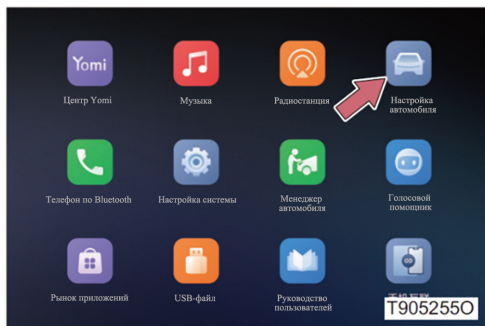 Yomi
Центр Yomi
Музыка
Радиостанция
Настройка
автомобиля
Телефон по Bluetooth
Настройка системы
Менеджер
автомобиля
Голосовой
помощник
Рынок приложений
USB-файл
Руководство
пользователей
T905255O